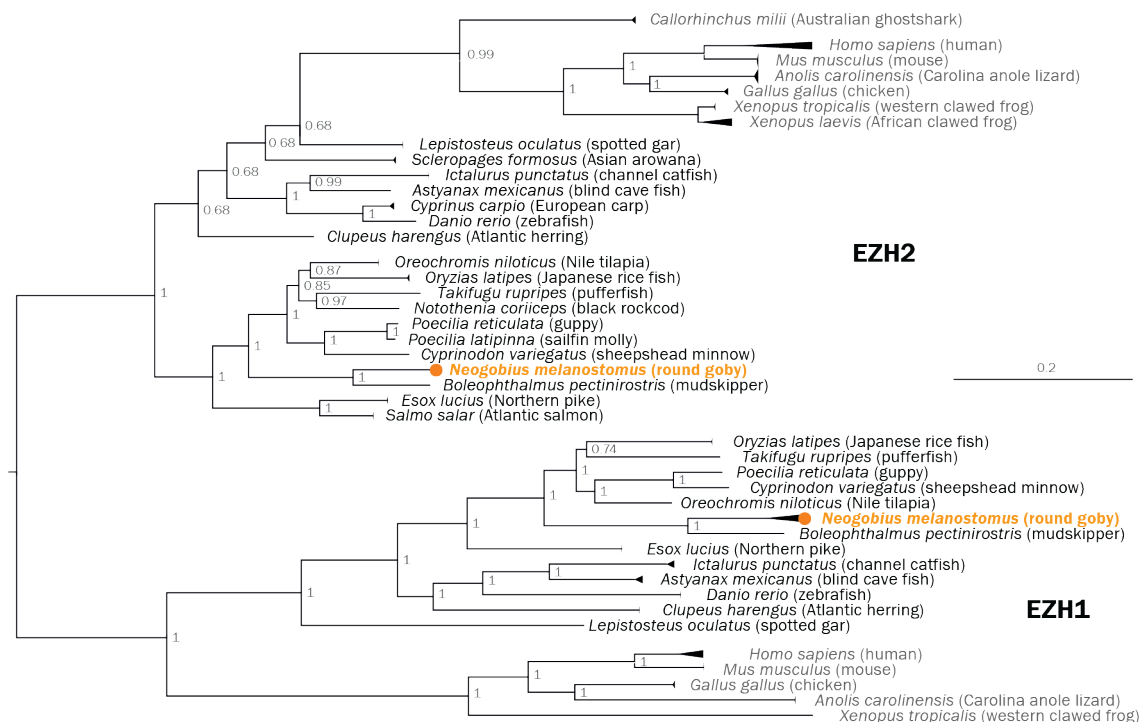 Callorhinchus milii (Australian ghostshark)
Homo sapiens (human)
0.99
1
Mus musculus (mouse)
Anolis carolinensis (Carolina anole lizard)
1
1
Gallus gallus (chicken)
Xenopus tropicalis (western clawed frog)
Xenopus laevis (African clawed frog)
0.68
0.68
Lepistosteus oculatus (spotted gar)
Scleropages formosus (Asian arowana)
0.68
Ictalurus punctatus (channel catfish)
0.99
1
Astyanax mexicanus (blind cave fish)
0.68
Cyprinus carpio (European carp)
1
Danio rerio (zebrafish)
Clupeus harengus (Atlantic herring)
EZH2
Oreochromis niloticus (Nile tilapia)
0.87
Oryzias latipes (Japanese rice fish)
0.85
1
Takifugu rupripes (pufferfish)
0.97
Notothenia coriiceps (black rockcod)
1
Poecilia reticulata (guppy)
1
Poecilia latipinna (sailfin molly)
1
1
Cyprinodon variegatus (sheepshead minnow)
Neogobius melanostomus (round goby)
0.2
1
1
Boleophthalmus pectinirostris (mudskipper)
Esox lucius (Northern pike)
1
Salmo salar (Atlantic salmon)
Oryzias latipes (Japanese rice fish)
0.74
Takifugu rupripes (pufferfish)
1
Poecilia reticulata (guppy)
1
Cyprinodon variegatus (sheepshead minnow)
1
1
Oreochromis niloticus (Nile tilapia)
Neogobius melanostomus (round goby)
1
1
Boleophthalmus pectinirostris (mudskipper)
Esox lucius (Northern pike)
1
Ictalurus punctatus (channel catfish)
1
Astyanax mexicanus (blind cave fish)
1
1
1
Danio rerio (zebrafish)
Clupeus harengus (Atlantic herring)
EZH1
Lepistosteus oculatus (spotted gar)
1
Homo sapiens (human)
1
Mus musculus (mouse)
1
Gallus gallus (chicken)
1
1
Anolis carolinensis (Carolina anole lizard)
Xenopus tropicalis (western clawed frog)